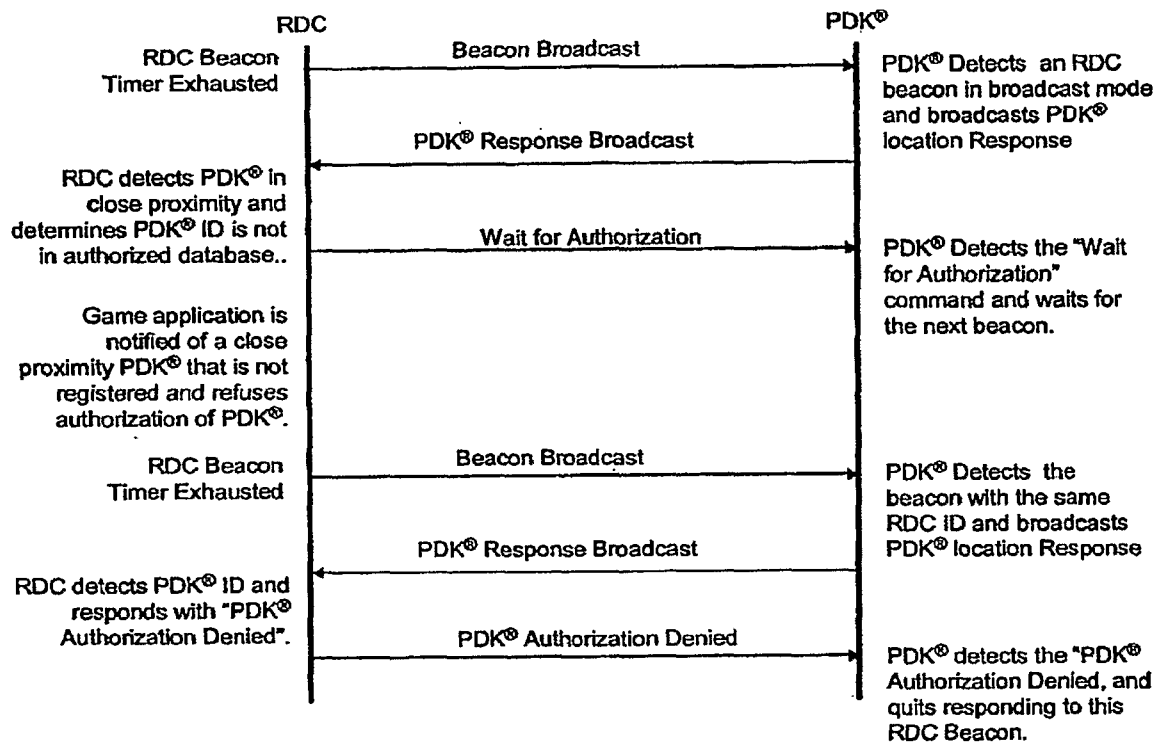 RDC
PDK®
RDC Beacon
Timer Exhausted
Beacon Broadcast
PDK® Detects an RDC
beacon in broadcast mode
and broadcasts PDK®
location Response
PDK® Response Broadcast
RDC detects PDK® in
close proximity and
determines PDK® ID is not
in authorized database..
Wait for Authorization
PDK® Detects the "Wait
for Authorization"
command and waits for
the next beacon.
Game application is
notified of a close
proximity PDK® that is not
registered and refuses
authorization of PDK®.
RDC Beacon
Timer Exhausted
Beacon Broadcast
PDK® Detects the
beacon with the same
RDC ID and broadcasts
PDK® location Response
PDK® Response Broadcast
RDC detects PDK® ID and
responds with "PDK®
Authorization Denied".
PDK® Authorization Denied
PDK® detects the "PDK®
Authorization Denied, and
quits responding to this
RDC Beacon.